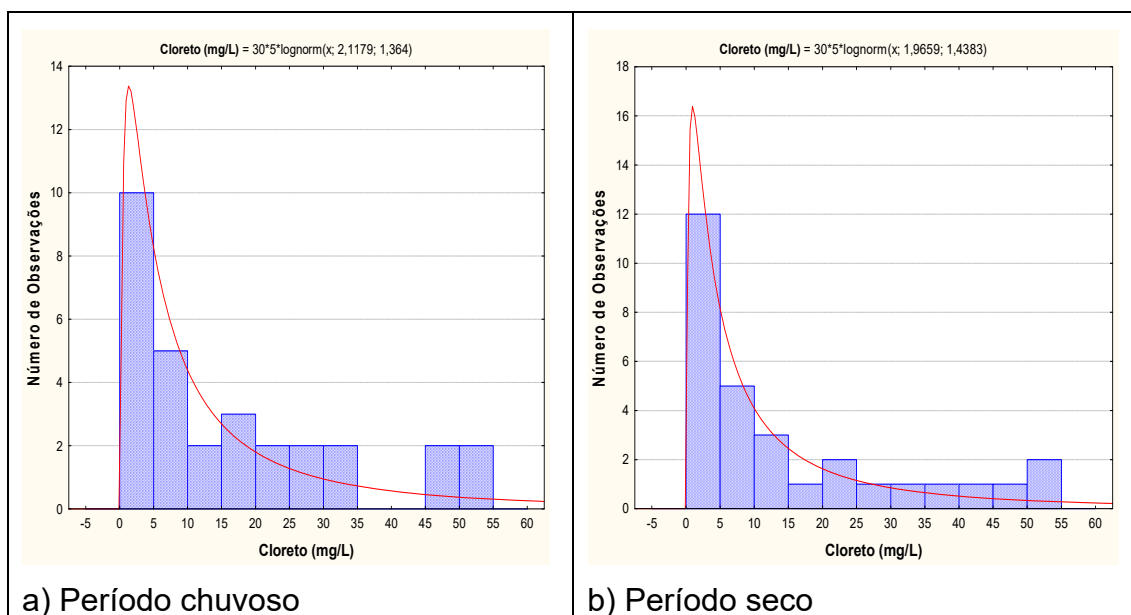 Cloreto (mg/L) = 30*5*lognorm(x; 2,1179; 1,364)
14
12
10
8
6
4
2
0
Número de Observações
-5 0 5 10 15 20 25 30 35 40 45 50 55 60
Cloreto (mg/L)
a) Período chuvoso
Cloreto (mg/L) = 30*5*lognorm(x; 1,9659; 1,4383)
18
16
14
12
10
8
6
4
2
0
Número de Observações
-5 0 5 10 15 20 25 30 35 40 45 50 55 60
Cloreto (mg/L)
b) Período seco